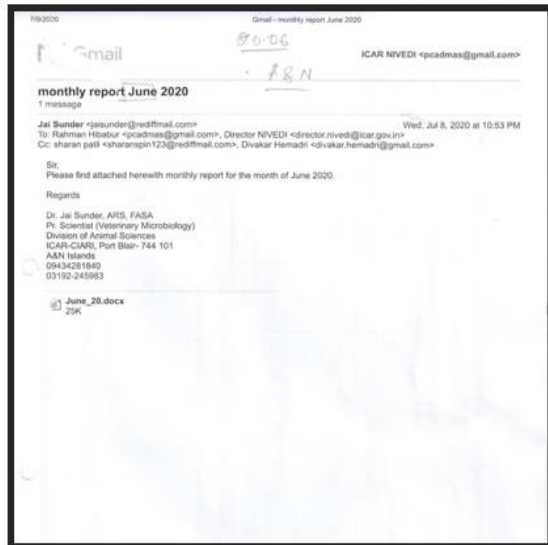 7/9/2020 Gmail - monthly report June 2020
Gmail
ICAR NIVEDI <pcadmas@gmail.com>
A&N
monthly report June 2020
1 message
Jai Sunder <jaisunder@rediffmail.com> Wed, Jul 8, 2020 at 10:53 PM
To: Rahman Hibabur <pcadmas@gmail.com>, Director NIVEDI <director.nivedi@icar.gov.in>
Cc: sharan patil <sharanspin123@rediffmail.com>, Divakar Hemadri <divakar.hemadri@gmail.com>
Sir,
Please find attached herewith monthly report for the month of June 2020.
Regards
Dr. Jai Sunder, ARS, FASA
Pr. Scientist (Veterinary Microbiology)
Division of Animal Sciences
ICAR-CIARI, Port Blair- 744 101
A&N Islands
09434281840
03192-245983
June_20.docx
25K